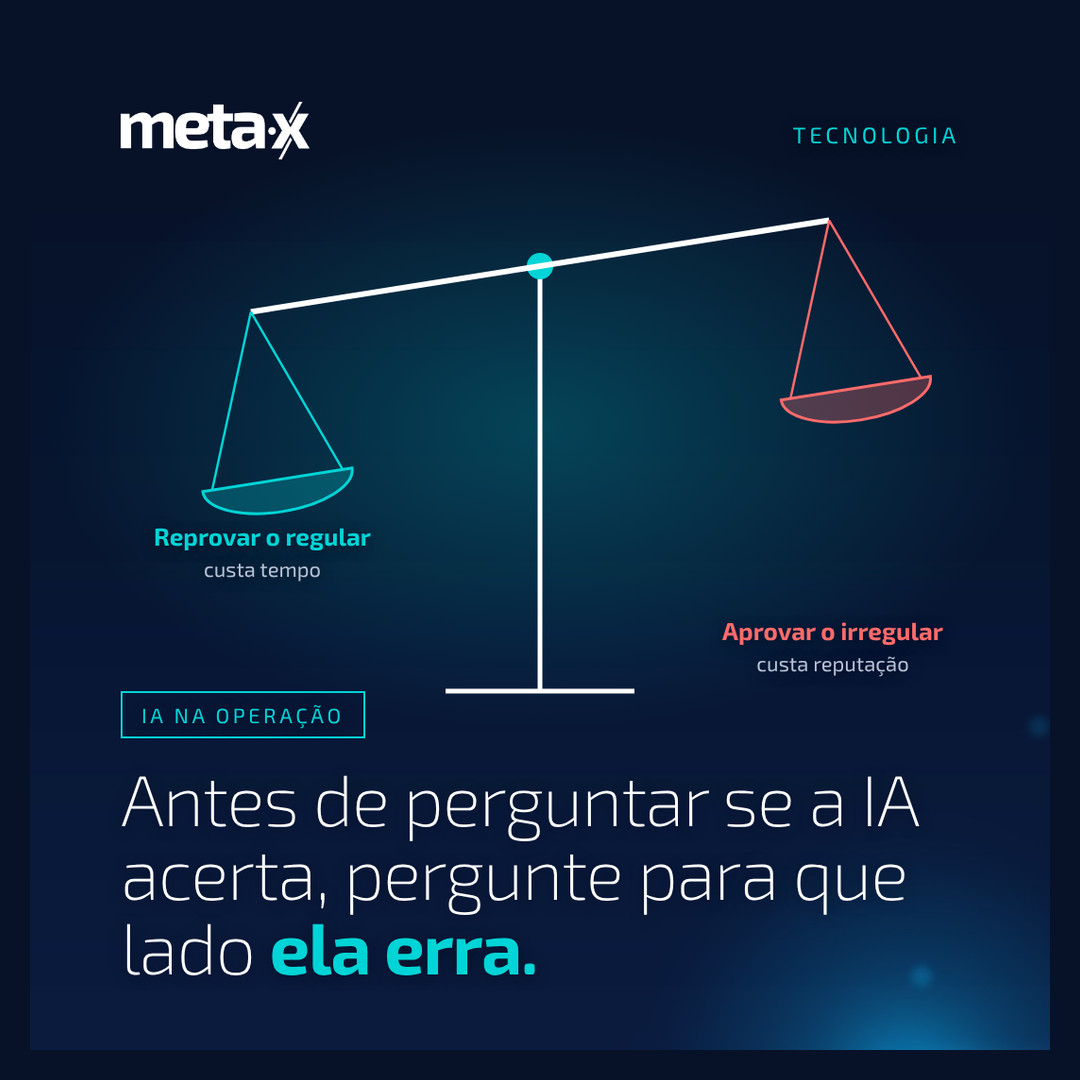 meta·x
TECNOLOGIA
Reprovar o regular
custa tempo
Aprovar o irregular
custa reputação
IA NA OPERAÇÃO
Antes de perguntar se a IA
acerta, pergunte para que
lado ela erra.